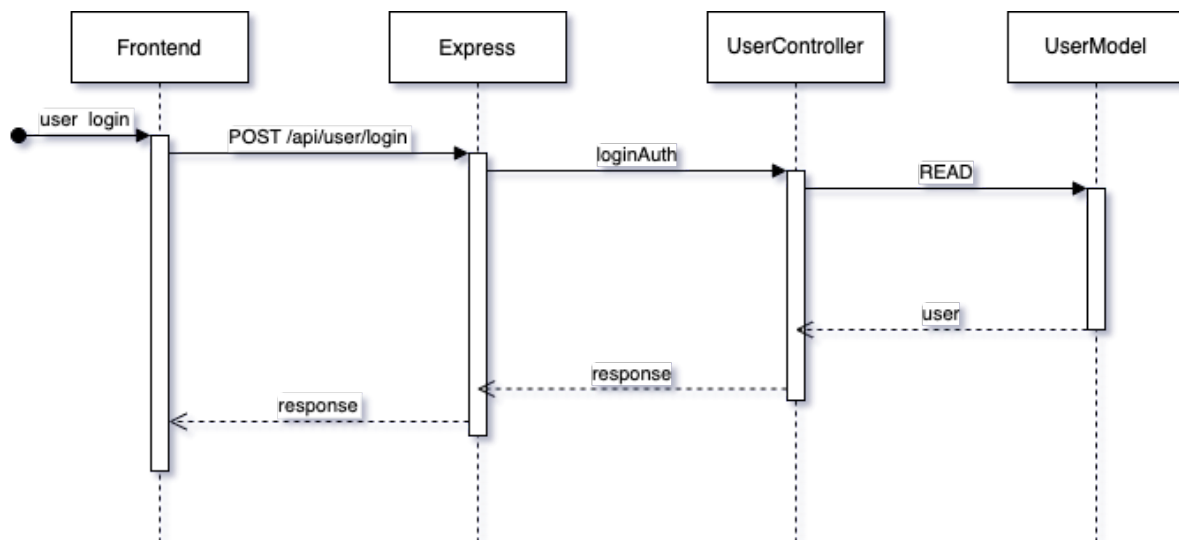 Frontend
Express
UserController
UserModel
user login
POST /api/user/login
loginAuth
READ
user
response
response